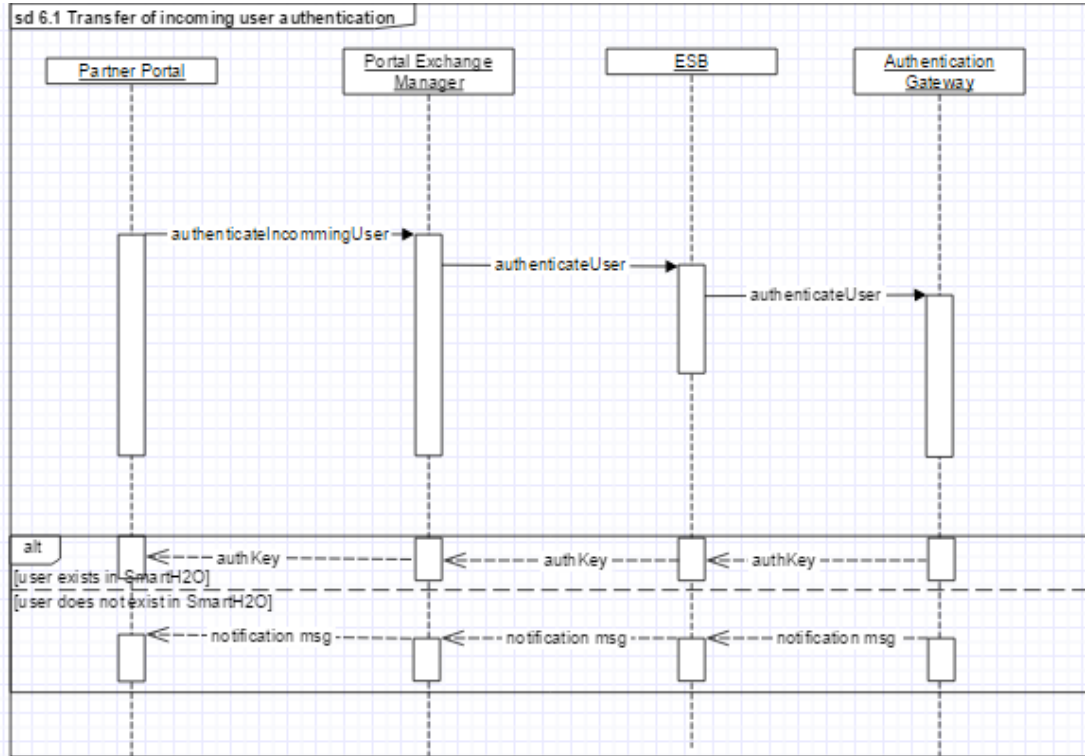 sd 6.1 Transfer of incoming user authentication
Partner Portal
Portal Exchange
Manager
ESB
Authentication
Gateway
authenticateIncommingUser
authenticateUser
authenticateUser
alt
authKey
authKey
authKey
[user exists in SmartH2O]
[user does not exist in SmartH2O]
notification msg
notification msg
notification msg